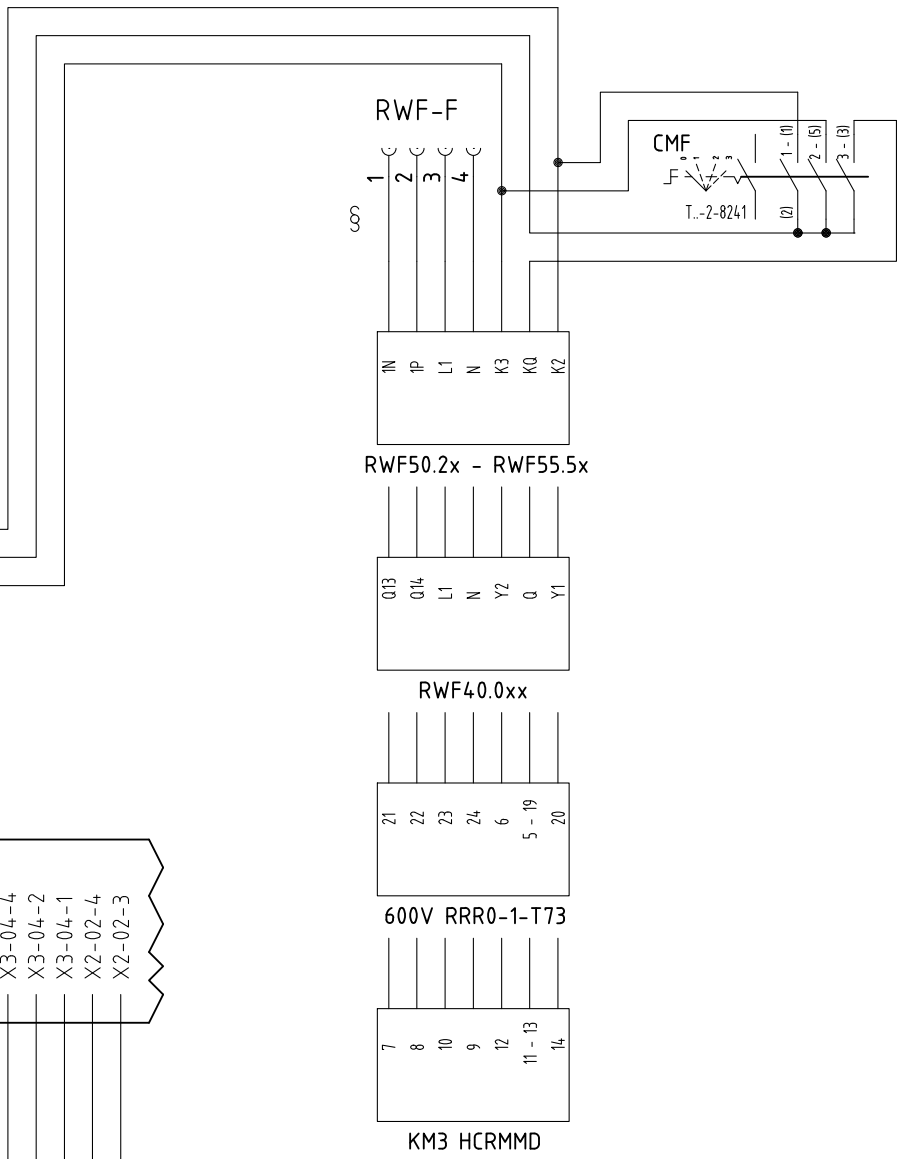 RWF-F
1
2
3
4
§
CMF
0
1
2
3
T..-2-8241
1 - (1)
2 - (5)
3 - (3)
(2)
1N
1P
L1
N
K3
KQ
K2
RWF50.2x - RWF55.5x
Q13
Q14
L1
N
Y2
Q
Y1
RWF40.0xx
21
22
23
24
6
5 - 19
20
600V RRR0-1-T73
7
8
10
9
12
11 - 13
14
KM3 HCRMMD
X3-04-4
X3-04-2
X3-04-1
X2-02-4
X2-02-3